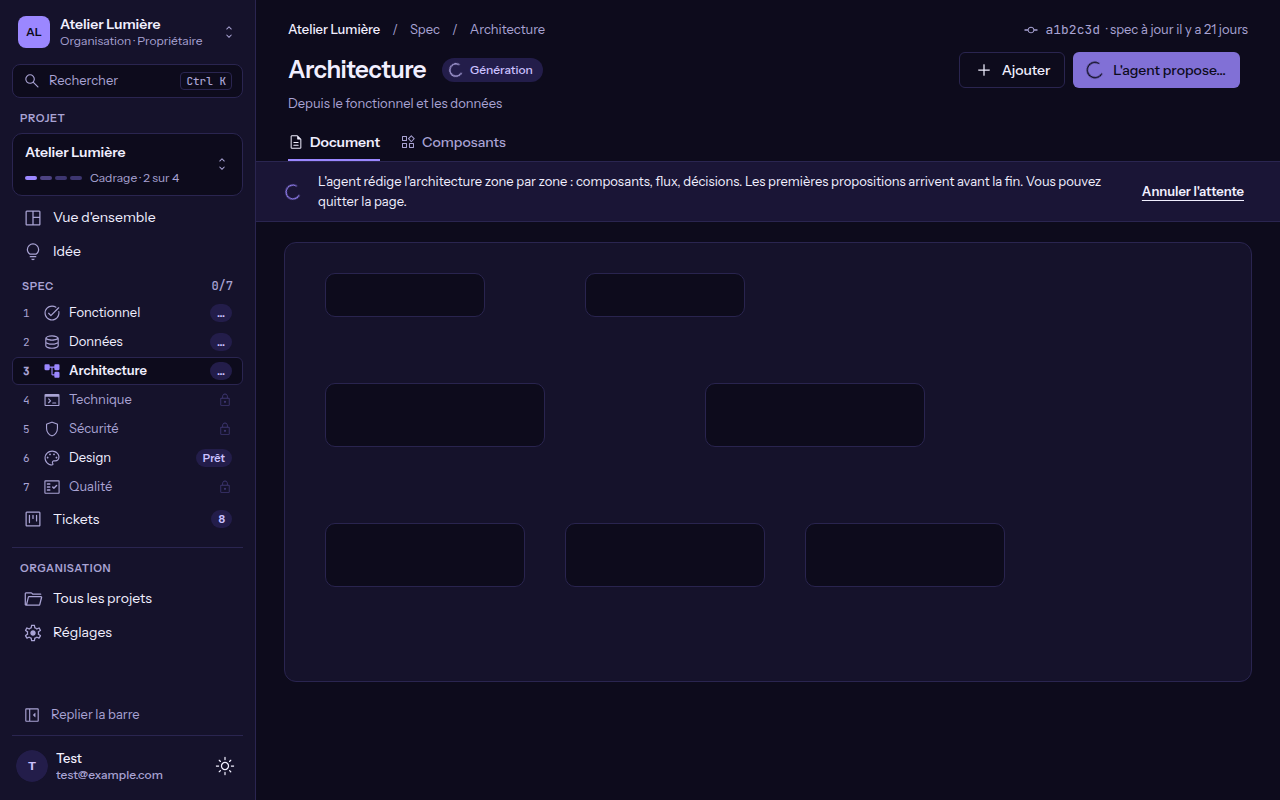 AL
Atelier Lumière
Organisation · Propriétaire
Rechercher
Ctrl K
PROJET
Atelier Lumière
Cadrage · 2 sur 4
Vue d'ensemble
Idée
SPEC
0/7
1 Fonctionnel ...
2 Données ...
3 Architecture ...
4 Technique
5 Sécurité
6 Design Prêt
7 Qualité
Tickets 8
ORGANISATION
Tous les projets
Réglages
Replier la barre
T
Test
test@example.com
Atelier Lumière / Spec / Architecture
a1b2c3d · spec à jour il y a 21 jours
Architecture
Génération
Ajouter
L'agent propose...
Depuis le fonctionnel et les données
Document
Composants
L'agent rédige l'architecture zone par zone : composants, flux, décisions. Les premières propositions arrivent avant la fin. Vous pouvez
quitter la page.
Annuler l'attente